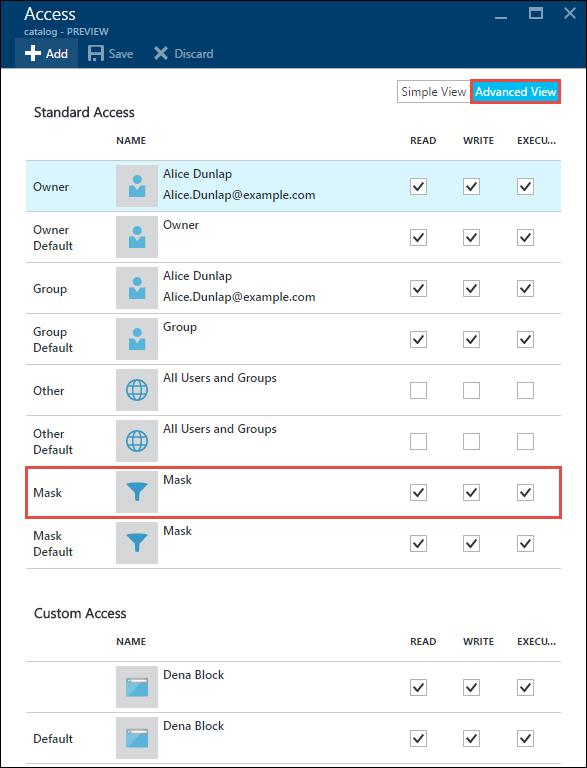 Access
catalog - PREVIEW
Add Save Discard
Simple View Advanced View
Standard Access
NAME READ WRITE EXECU...
Owner Alice Dunlap
Alice.Dunlap@example.com
Owner Default Owner
Group Alice Dunlap
Alice.Dunlap@example.com
Group Default Group
Other All Users and Groups
Other Default All Users and Groups
Mask Mask
Mask Default Mask
Custom Access
NAME READ WRITE EXECU...
Dena Block
Default Dena Block